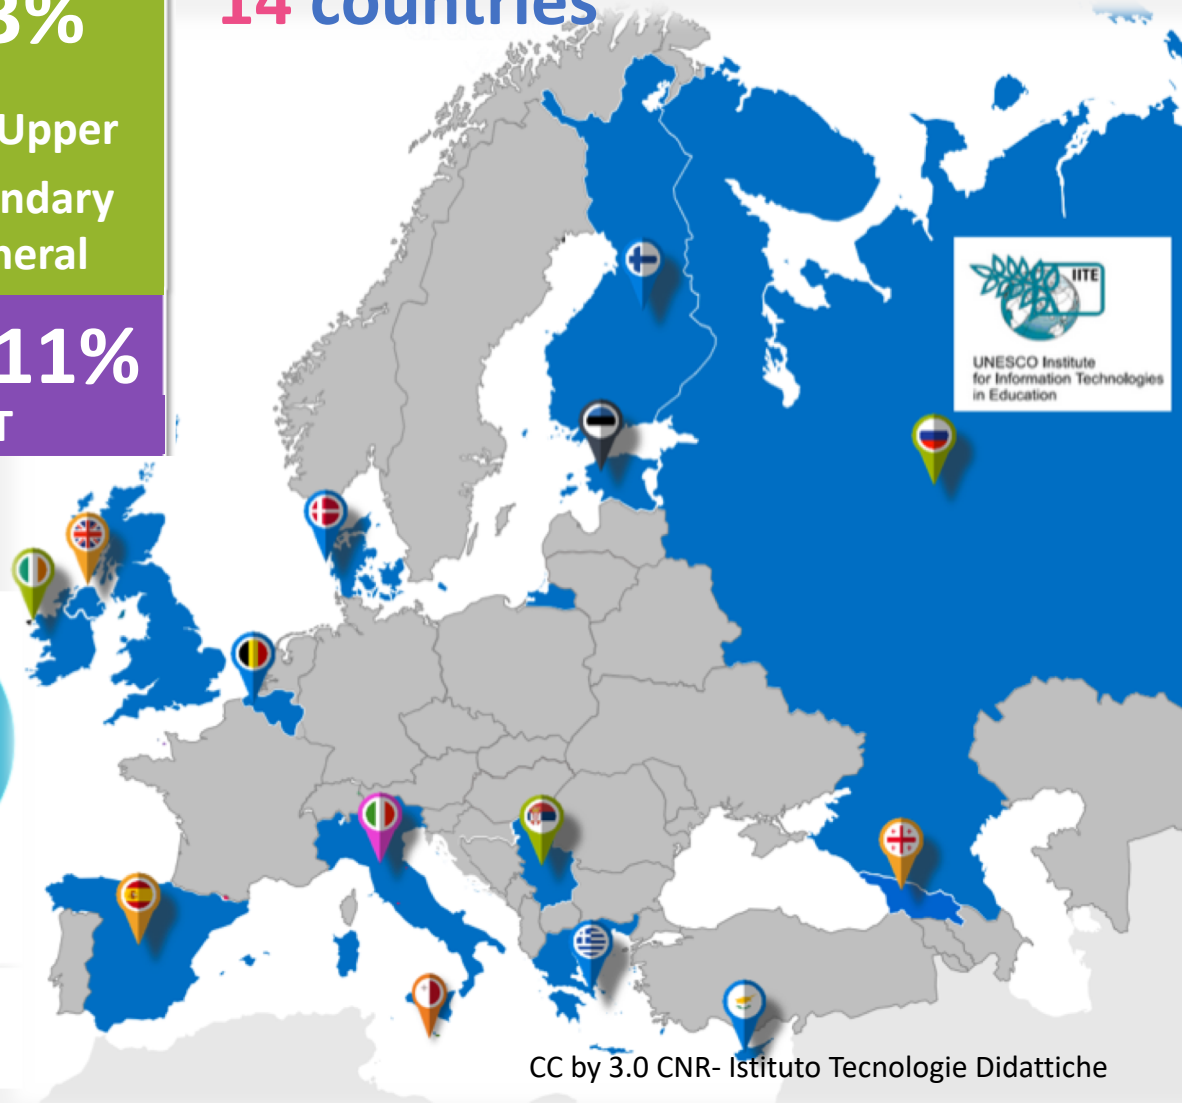 3%
14 countries
Upper
ndary
neral
11%
T
IITE
UNESCO Institute
for Information Technologies
in Education
CC by 3.0 CNR- Istituto Tecnologie Didattiche